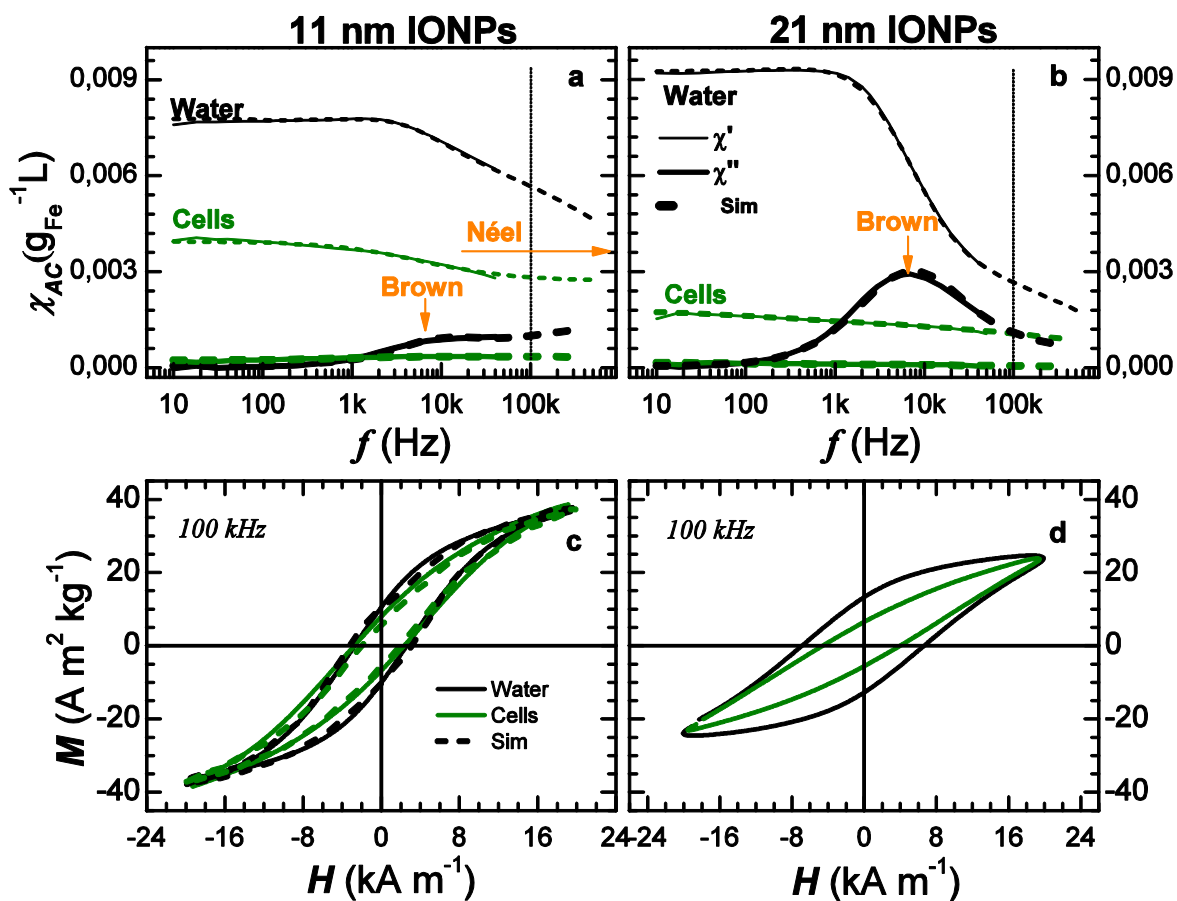 11 nm IONPs
21 nm IONPs
a
b
0,009
0,006
0,003
0,000
χAC(gFe⁻¹L)
Water
Cells
Néel
Brown
10
100
1k
10k
100k
f (Hz)
Water
χ'
χ''
Sim
Brown
Cells
0,009
0,006
0,003
0,000
10
100
1k
10k
100k
f (Hz)
100 kHz
c
40
20
0
-20
-40
M (A m² kg⁻¹)
Water
Cells
Sim
-24
-16
-8
0
8
16
24
H (kA m⁻¹)
100 kHz
d
40
20
0
-20
-40
-16
-8
0
8
16
24
H (kA m⁻¹)